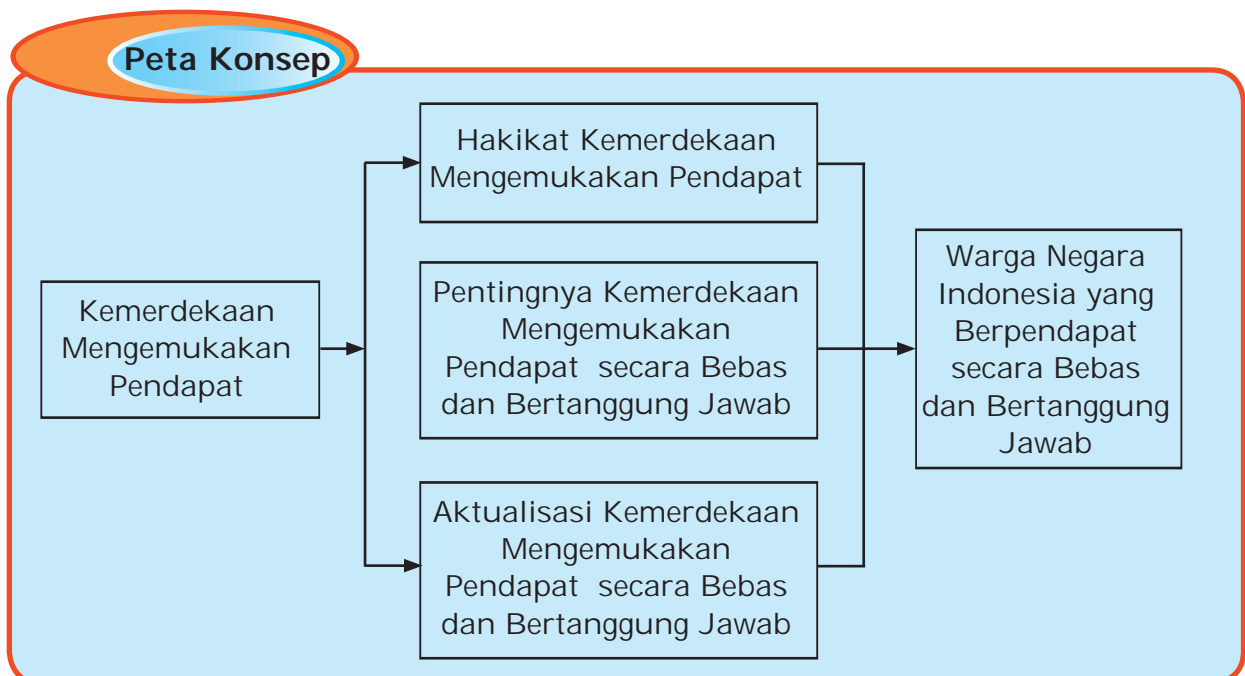 Peta Konsep
Kemerdekaan
Mengemukakan
Pendapat
Hakikat Kemerdekaan
Mengemukakan Pendapat
Pentingnya Kemerdekaan
Mengemukakan
Pendapat secara Bebas
dan Bertanggung Jawab
Aktualisasi Kemerdekaan
Mengemukakan
Pendapat secara Bebas
dan Bertanggung Jawab
Warga Negara
Indonesia yang
Berpendapat
secara Bebas
dan Bertanggung
Jawab